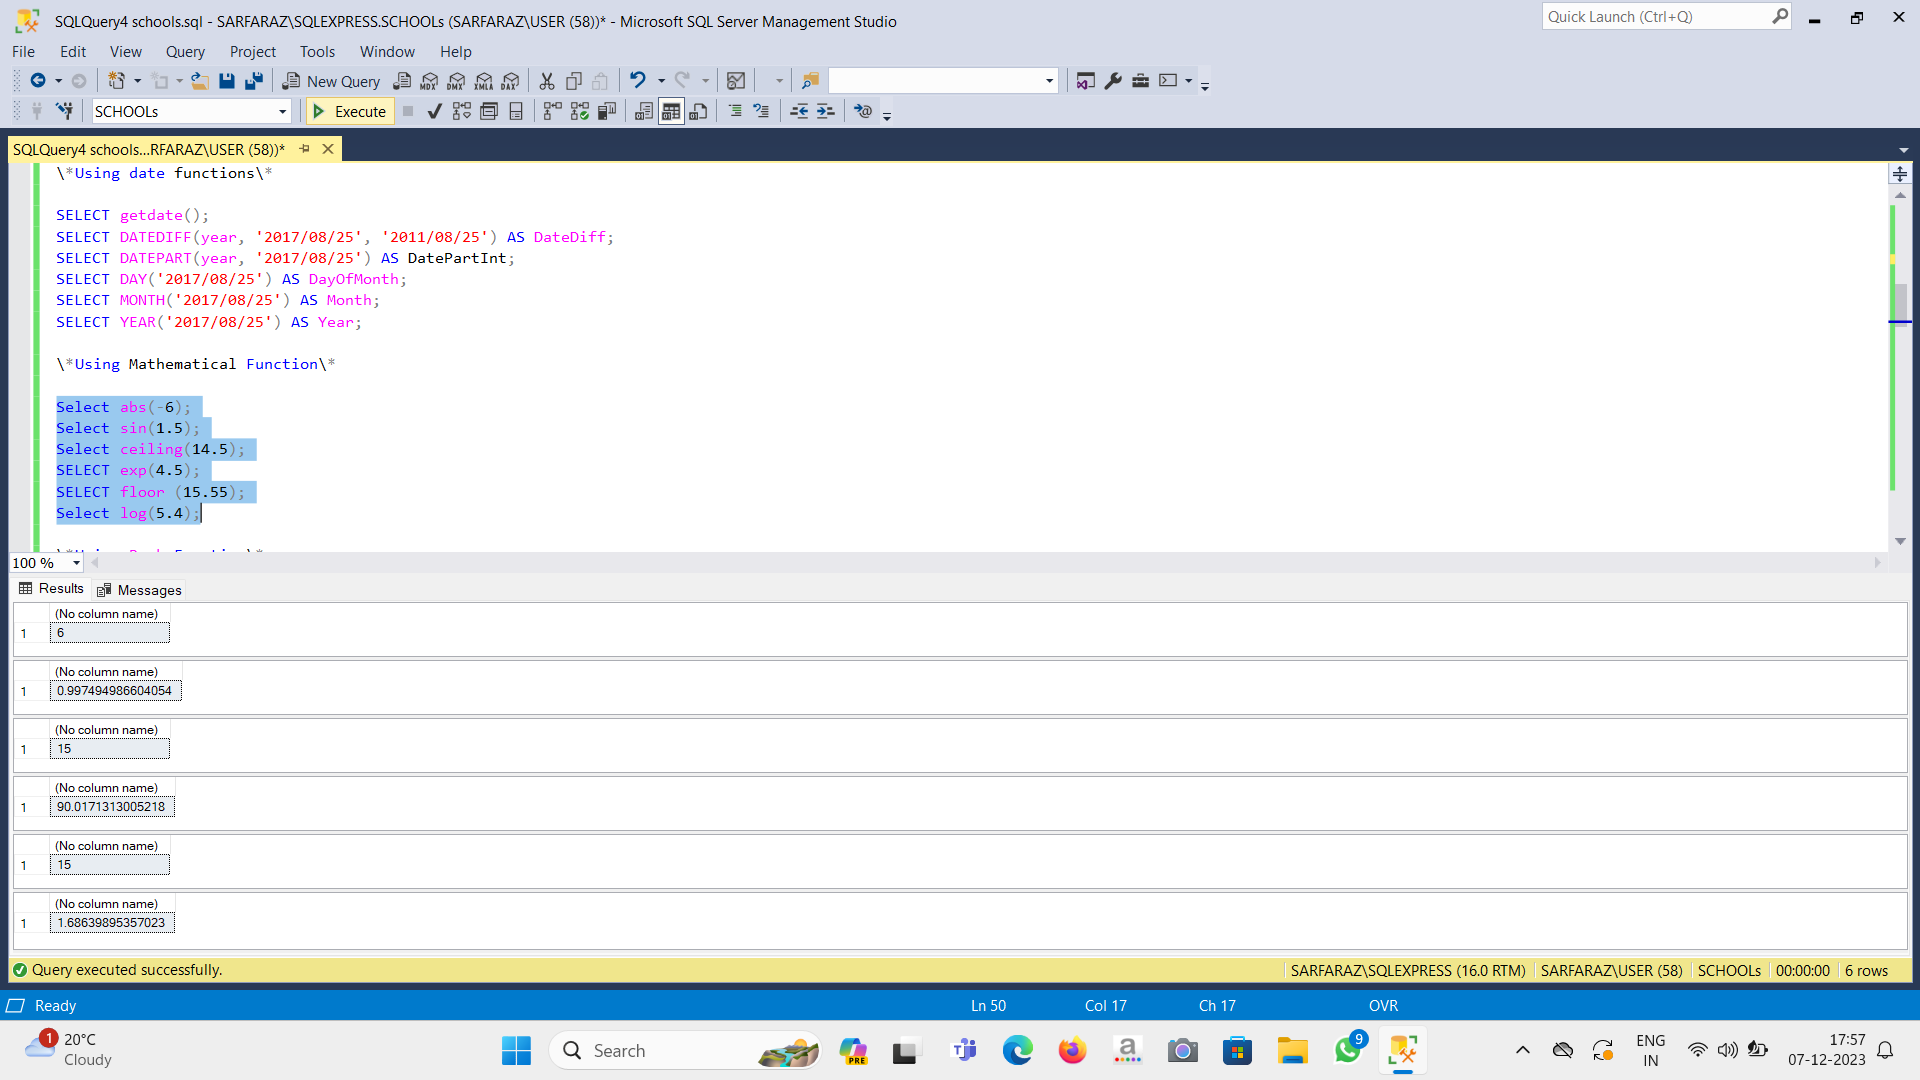 SQLQuery4 schools.sql - SARFARAZ\SQLEXPRESS.SCHOOLs (SARFARAZ\USER (58))* - Microsoft SQL Server Management Studio
Quick Launch (Ctrl+Q)
File Edit View Query Project Tools Window Help
New Query MDX DMX XMLA DAX
SCHOOLs Execute
SQLQuery4 schools...RFARAZ\USER (58))*
\*Using date functions\*
SELECT getdate();
SELECT DATEDIFF(year, '2017/08/25', '2011/08/25') AS DateDiff;
SELECT DATEPART(year, '2017/08/25') AS DatePartInt;
SELECT DAY('2017/08/25') AS DayOfMonth;
SELECT MONTH('2017/08/25') AS Month;
SELECT YEAR('2017/08/25') AS Year;
\*Using Mathematical Function\*
Select abs(-6);
Select sin(1.5);
Select ceiling(14.5);
SELECT exp(4.5);
SELECT floor (15.55);
Select log(5.4);
100 %
Results Messages
(No column name)
1 6
(No column name)
1 0.997494986604054
(No column name)
1 15
(No column name)
1 90.0171313005218
(No column name)
1 15
(No column name)
1 1.68639895357023
Query executed successfully. SARFARAZ\SQLEXPRESS (16.0 RTM) SARFARAZ\USER (58) SCHOOLs 00:00:00 6 rows
Ready Ln 50 Col 17 Ch 17 OVR
1 20°C
Cloudy
Search
PRE
a
9
ENG
IN
17:57
07-12-2023